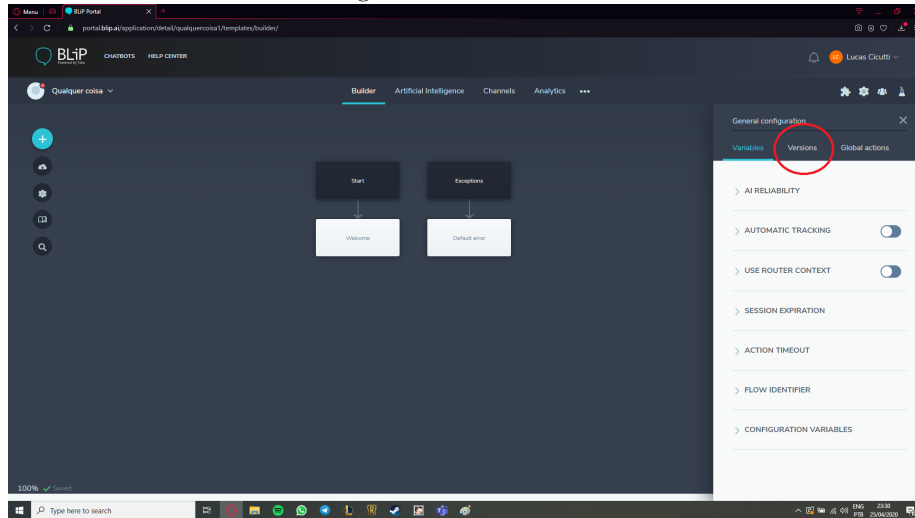 Menu
BLiP Portal
portal.blip.ai/application/detail/qualquercoisa1/templates/builder/
BLiP CHATBOTS HELP CENTER
Lucas Cicutti
LC
Qualquer coisa
Builder Artificial Intelligence Channels Analytics
General configuration
Variables Versions Global actions
Start Exceptions
Welcome Default error
AI RELIABILITY
AUTOMATIC TRACKING
USE ROUTER CONTEXT
SESSION EXPIRATION
ACTION TIMEOUT
FLOW IDENTIFIER
CONFIGURATION VARIABLES
100% Saved
Type here to search
ENG 23:30
PTB 25/04/2020